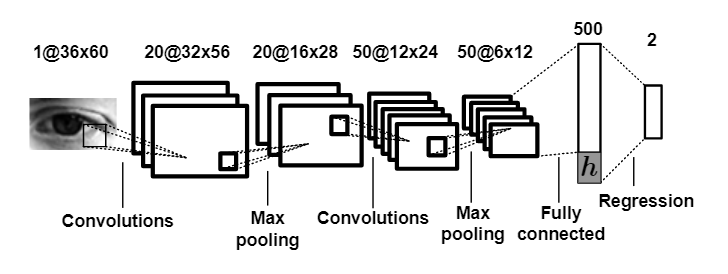 1@36x60
20@32x56
20@16x28
50@12x24
50@6x12
500
2
h
Convolutions
Max
pooling
Convolutions
Max
pooling
Fully
connected
Regression